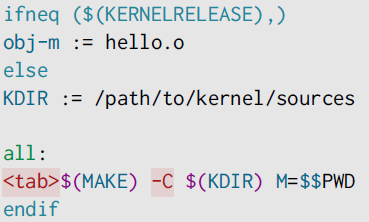 ifneq ($(KERNELRELEASE),)
obj-m := hello.o
else
KDIR := /path/to/kernel/sources
all:
<tab>$(MAKE) -C $(KDIR) M=$$PWD
endif